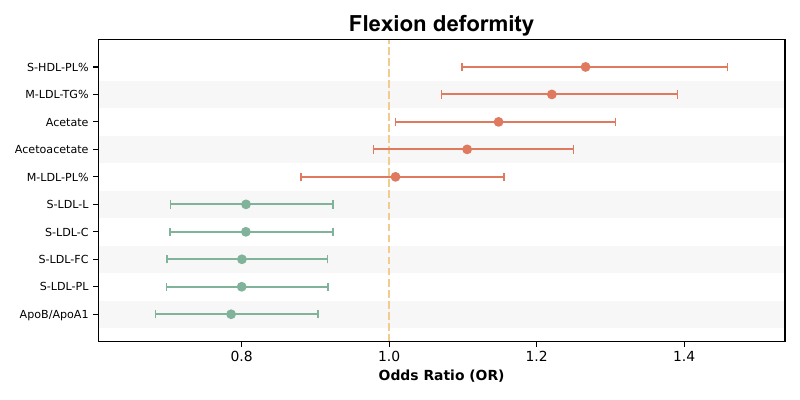 Flexion deformity
S-HDL-PL%
M-LDL-TG%
Acetate
Acetoacetate
M-LDL-PL%
S-LDL-L
S-LDL-C
S-LDL-FC
S-LDL-PL
ApoB/ApoA1
0.8 1.0 1.2 1.4
Odds Ratio (OR)